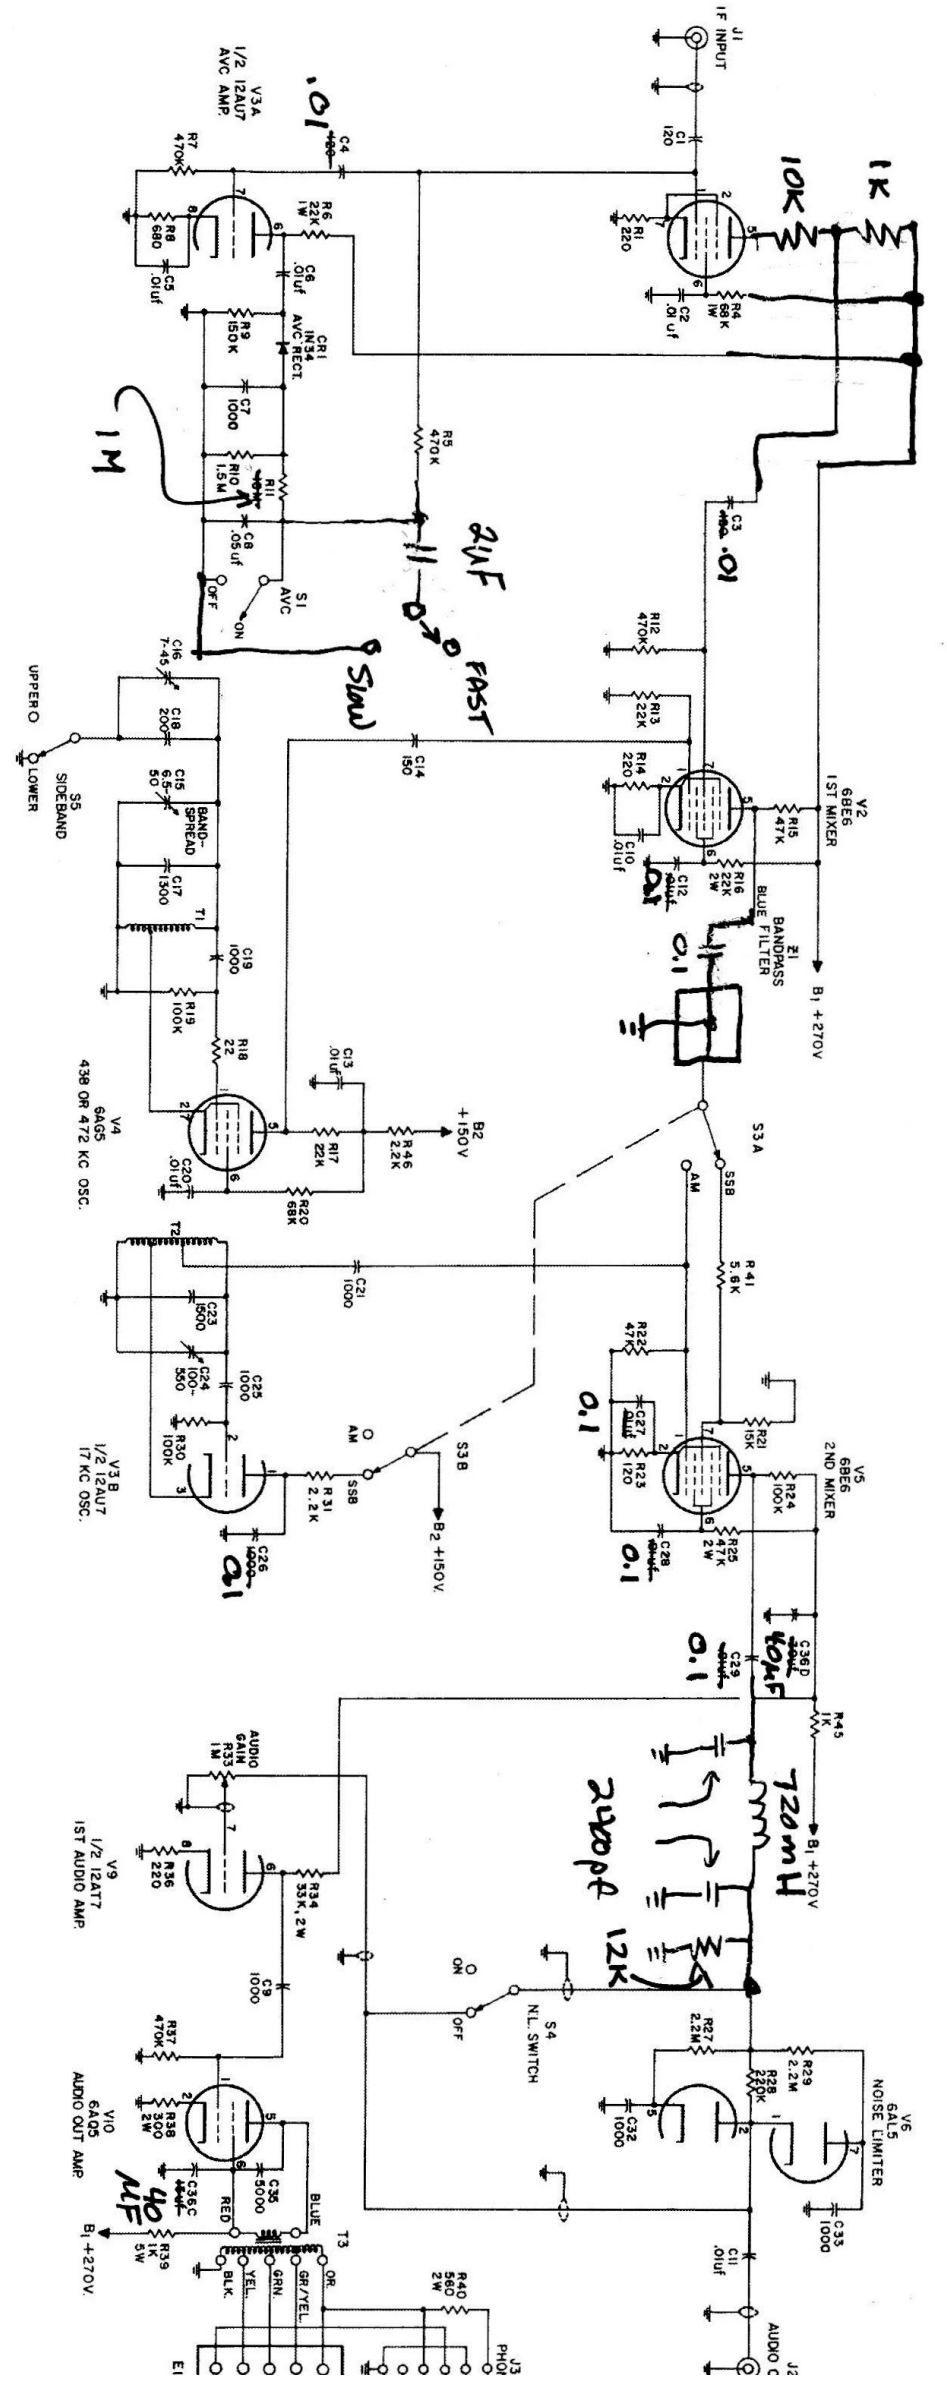 J1
IF INPUT
C1
120
V3A
1/2 12AU7
AVC AMP.
C4
120
.01
R7
470K
R6
22K
1W
R8
680
C5
.01uf
C6
.01uf
R1
220
10K
1K
R4
68K
1W
C2
.01uf
R9
150K
CR1
1N34
AVC RECT.
C7
1000
R10
1.5M
R11
1M
C8
.05uf
R5
470K
2µF
S1
AVC
OFF
ON
SLOW
FAST
C3
.01
R12
470K
R13
22K
R14
220
C10
.01uf
V2
6BE6
1ST MIXER
R15
47K
R16
22K
2W
C12
.01uf
0.1
B1 +270V
Z1
BANDPASS
BLUE FILTER
0.1
C14
150
C16
7-45
C18
200
UPPER
LOWER
S5
SIDEBAND
C15
6.5-
50
BAND-
SPREAD
C17
1300
T1
C19
1000
R19
100K
R18
22
V4
6AG5
438 OR 472 KC OSC.
C13
.01uf
R17
22K
R46
2.2K
B2
+150V
C20
.01uf
R20
68K
S3A
SSB
AM
R41
5.6K
T2
C21
1000
C23
1500
C24
100-
550
C25
1000
R30
100K
V3B
1/2 12AU7
17 KC OSC.
R31
2.2K
C26
1000
0.1
S3B
AM
SSB
B2 +150V.
R22
47K
C27
.01uf
0.1
R23
120
R21
15K
V5
6BE6
2ND MIXER
R24
100K
R25
47K
2W
C28
.01uf
0.1
C29
.01uf
0.1
C36D
40µF
R45
1K
B1 +270V
720mH
2400pf
12K
AUDIO
GAIN
R33
1M
V9
1/2 12AT7
1ST AUDIO AMP.
R36
220
R34
33K, 2W
C9
1000
S4
N.L. SWITCH
ON
OFF
R27
2.2M
R28
220K
R29
2.2M
V6
6AL5
NOISE LIMITER
C32
1000
C33
1000
R37
470K
R38
300
2W
V10
6AQ5
AUDIO OUT AMP.
C35
5000
C36C
40
µF
RED
BLUE
T3
R39
1K
5W
B1 +270V.
BLK.
YEL.
GRN.
GR/YEL.
OR.
R40
560
2W
C11
.01uf
J2
AUDIO
J3
PHO
E1